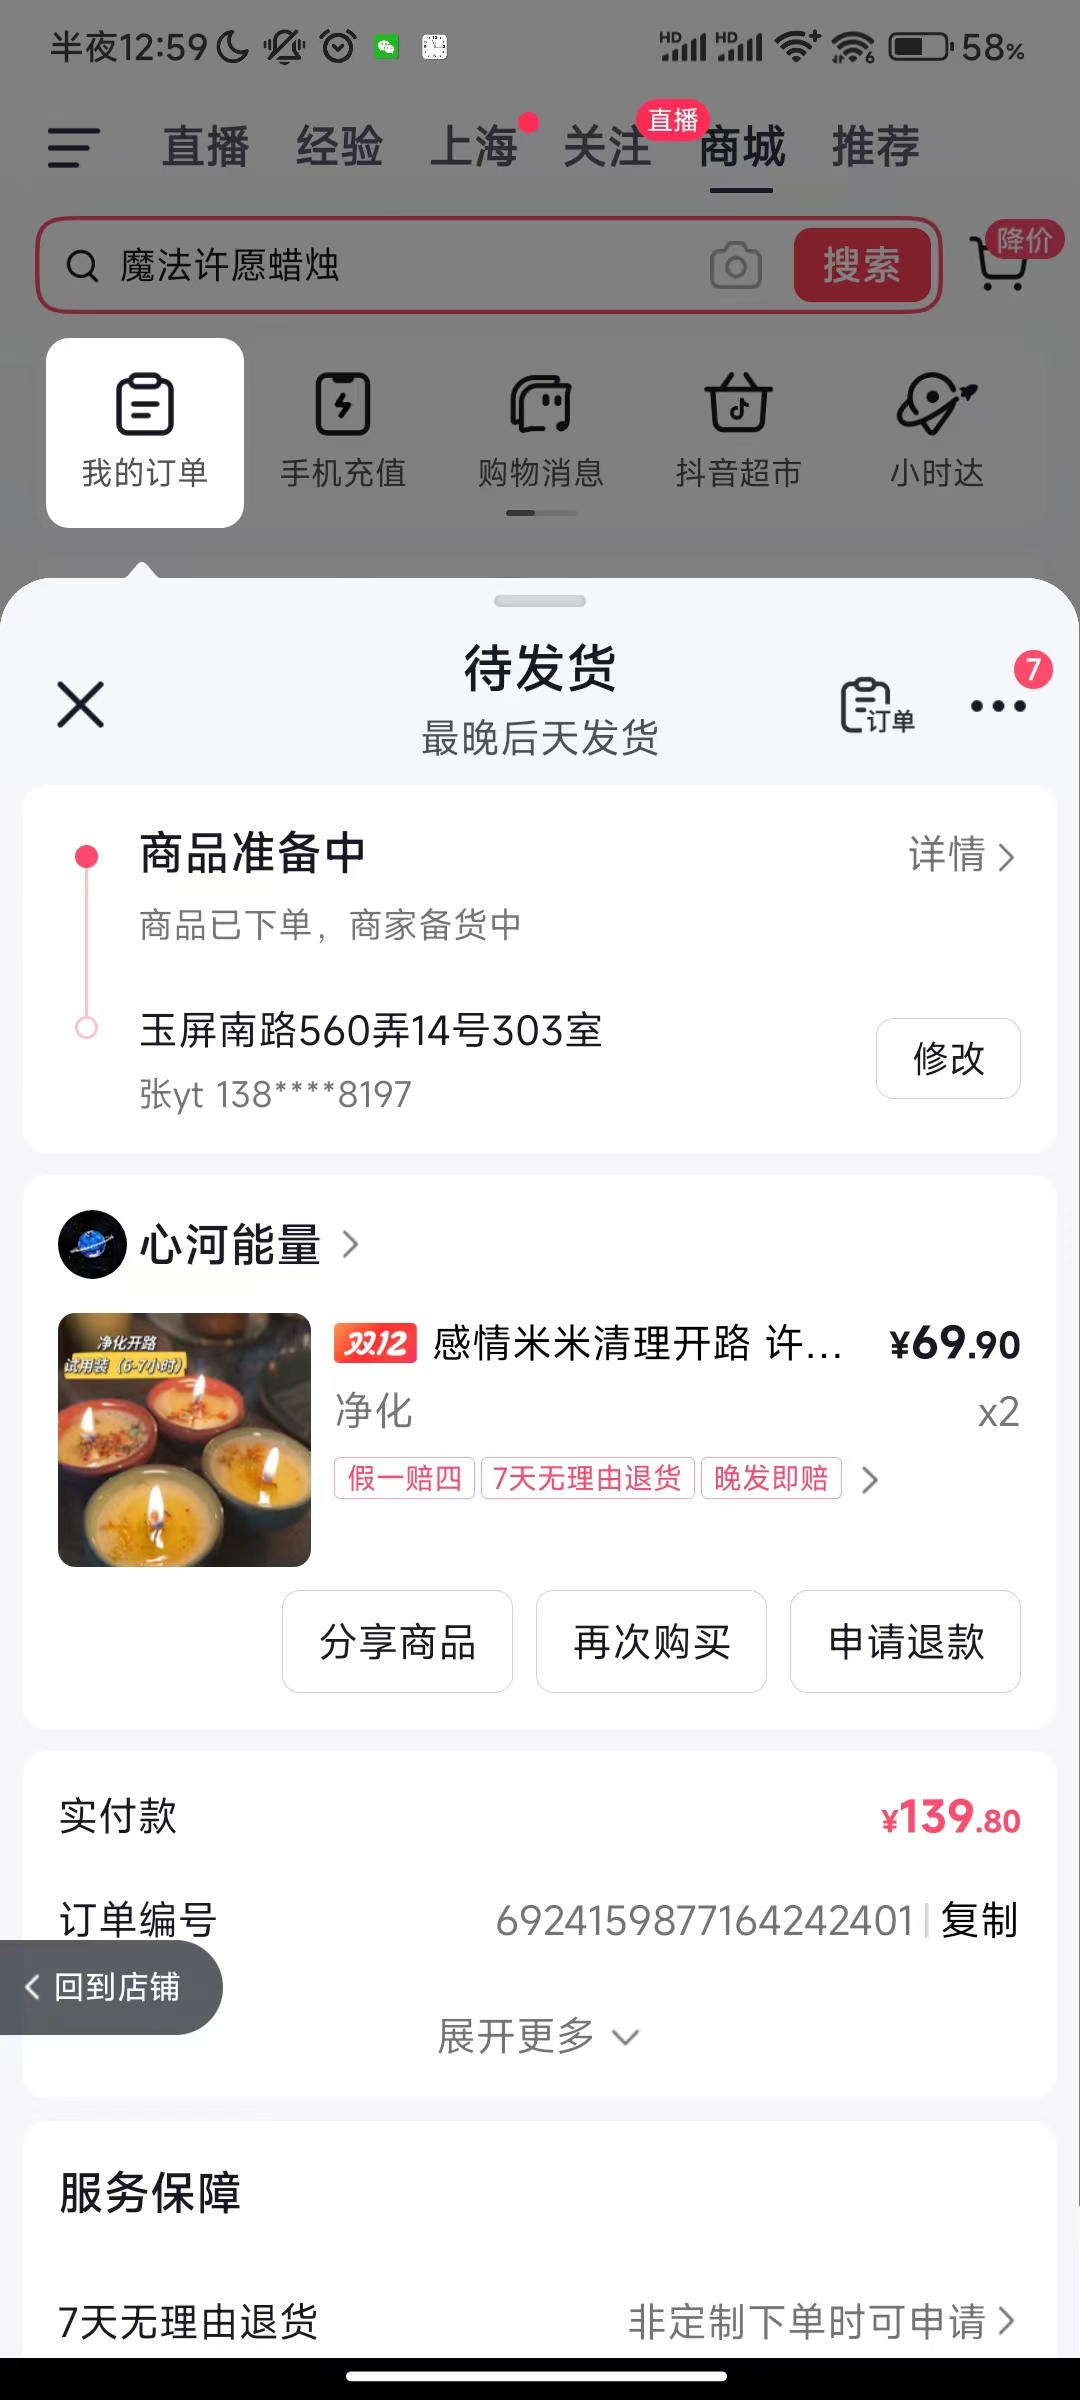 半夜12:59
HD HD 6 58%
直播 经验 上海 关注 直播 商城 推荐
魔法许愿蜡烛 搜索 降价
我的订单 手机充值 购物消息 抖音超市 小时达
待发货
7
最晚后天发货
订单
商品准备中 详情
商品已下单，商家备货中
玉屏南路560弄14号303室
修改
张yt 138****8197
心河能量
净化开路
试用装（6-7小时）
双12 感情米米清理开路 许... ¥69.90
净化 x2
假一赔四 7天无理由退货 晚发即赔
分享商品 再次购买 申请退款
实付款 ¥139.80
订单编号 6924159877164242401 复制
回到店铺
展开更多
服务保障
7天无理由退货 非定制下单时可申请